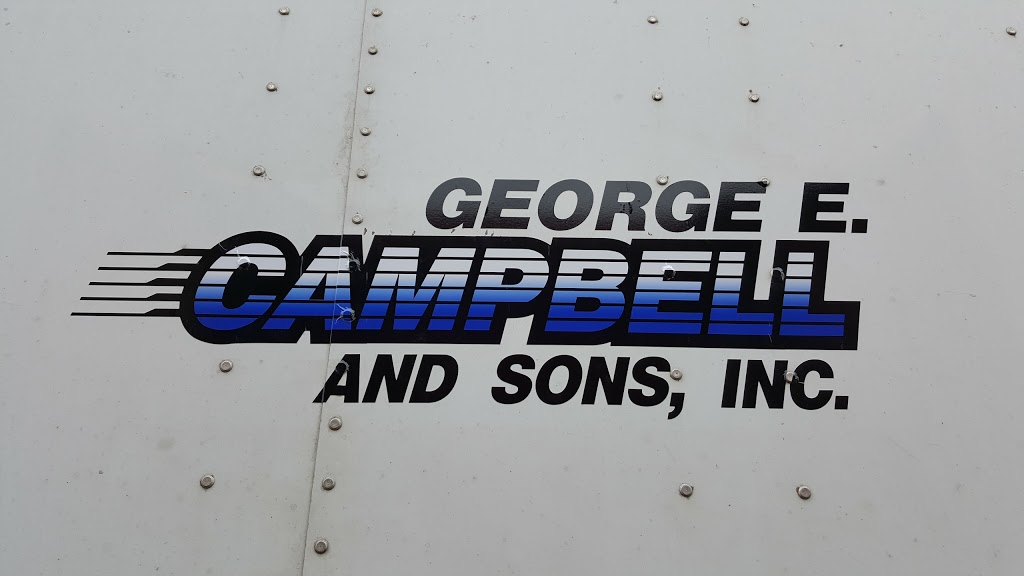 GEORGE E.
CAMPBELL
AND SONS, INC.